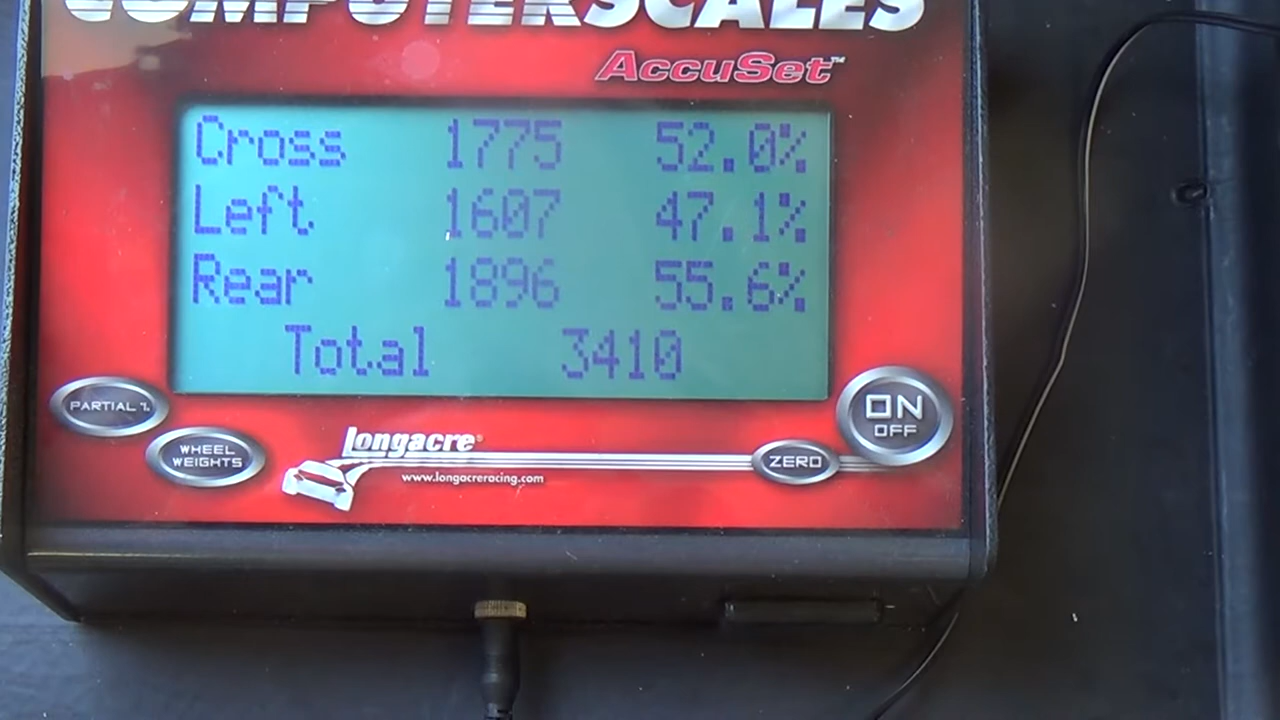 COMPUTERSCALES
AccuSet™
Cross 1775 52.0%
Left 1607 47.1%
Rear 1896 55.6%
Total 3410
PARTIAL %
ON
OFF
WHEEL
WEIGHTS
Longacre®
ZERO
www.longacreracing.com